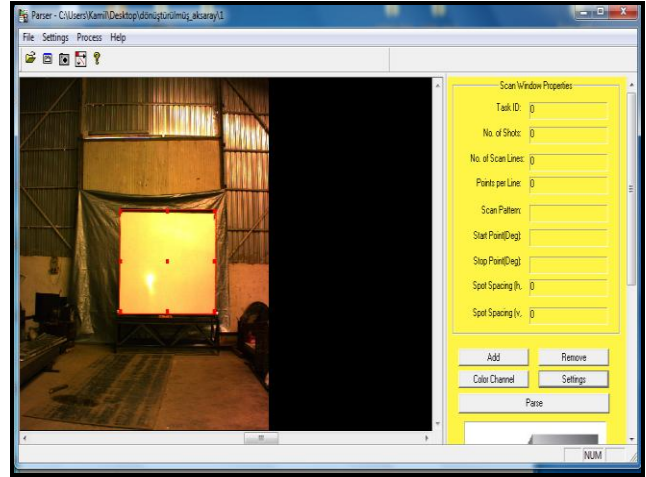 Parser - C:\Users\Kamil\Desktop\dönüştürülmüş_aksaray\1
File Settings Process Help
Scan Window Properties
Task ID: 0
No. of Shots: 0
No. of Scan Lines: 0
Points per Line: 0
Scan Pattern:
Start Point(Deg):
Stop Point(Deg):
Spot Spacing (h, 0
Spot Spacing (v, 0
Add Remove
Color Channel Settings
Parse
NUM